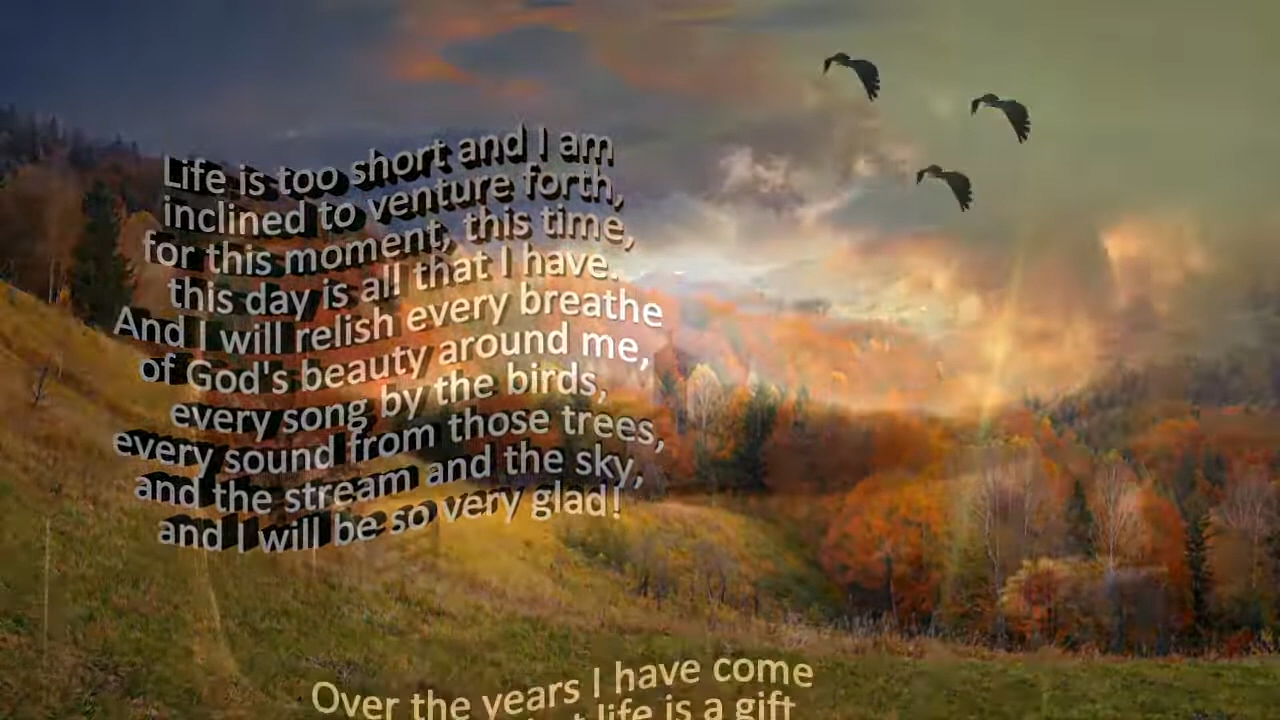 Life is too short and I am
inclined to venture forth,
for this moment, this time,
this day is all that I have.
And I will relish every breathe
of God's beauty around me,
every song by the birds,
every sound from those trees,
and the stream and the sky,
and I will be so very glad!
Over the years I have come
life is a gift